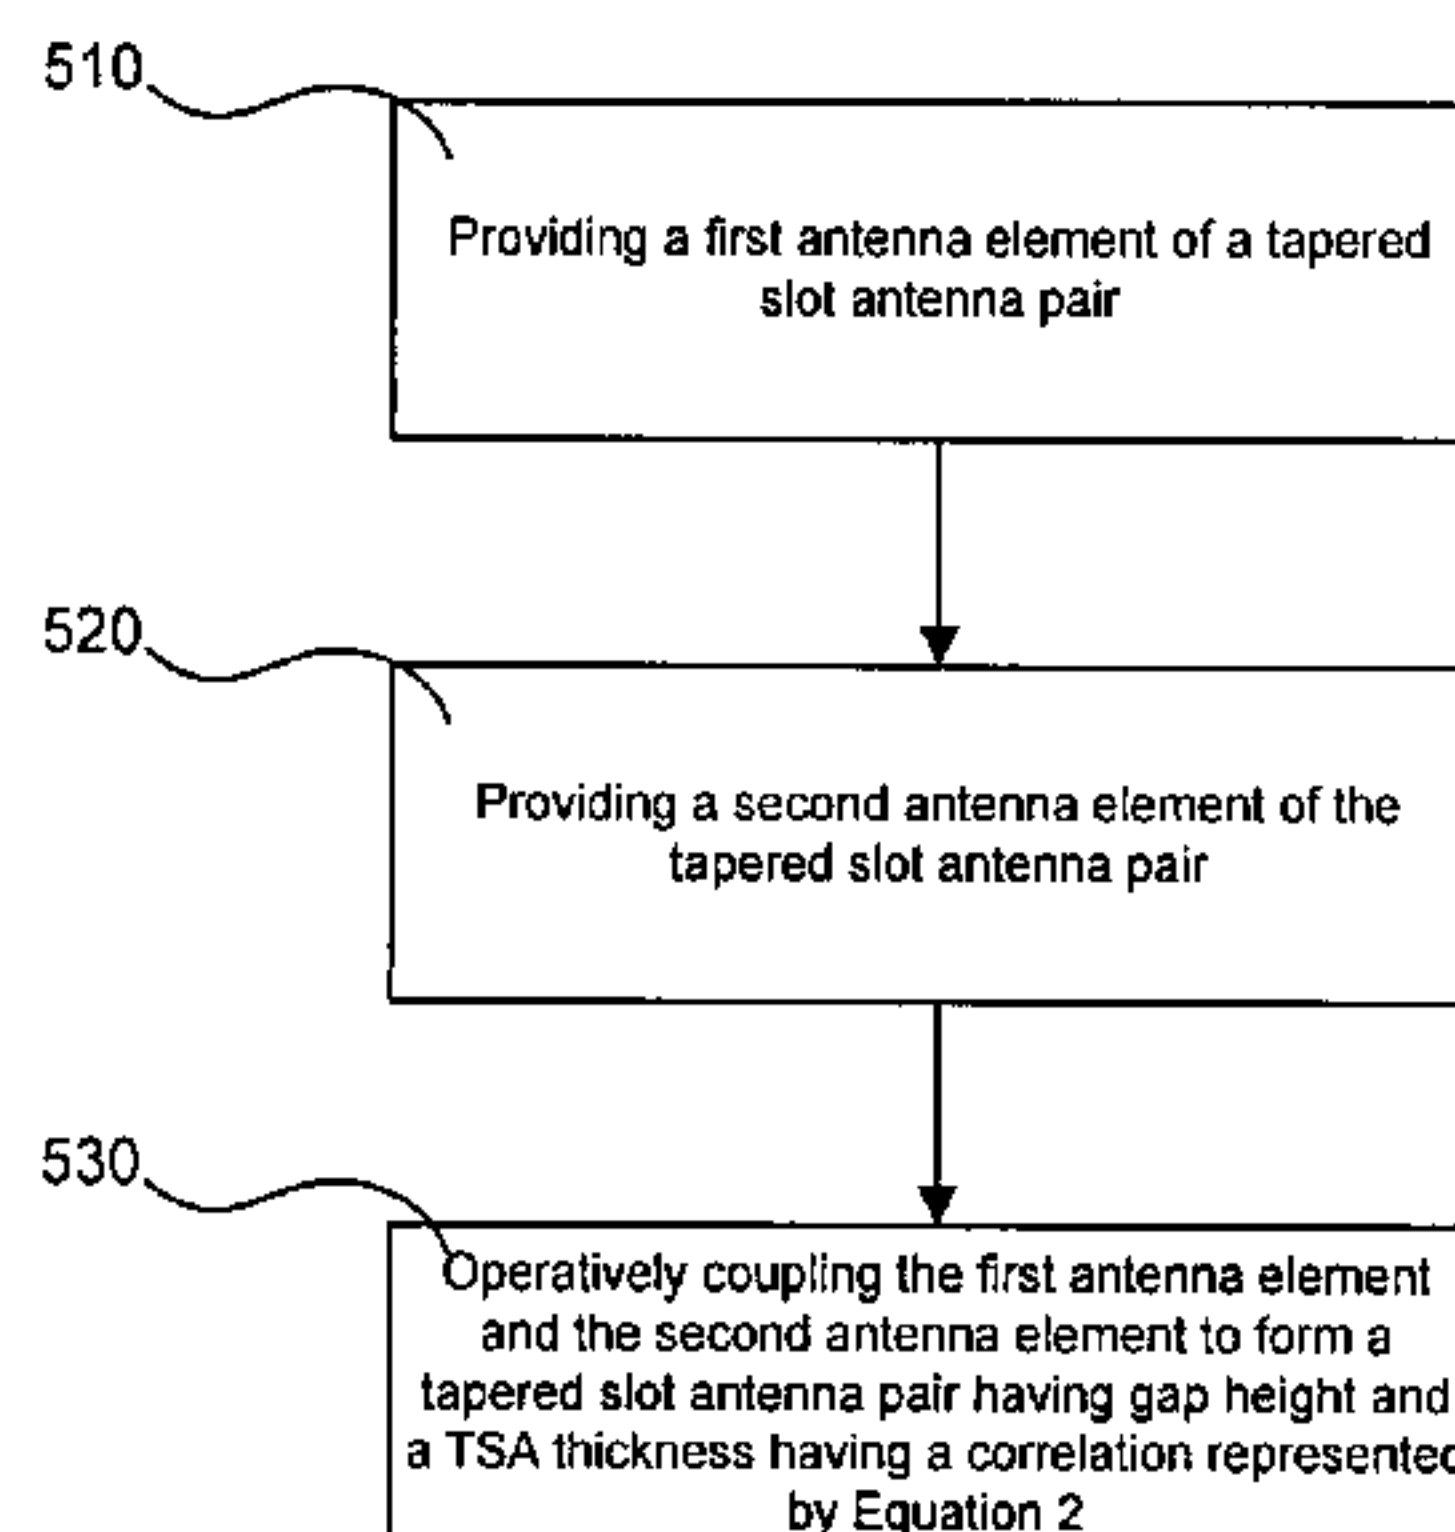 510
Providing a first antenna element of a tapered
slot antenna pair
520
Providing a second antenna element of the
tapered slot antenna pair
530
Operatively coupling the first antenna element
and the second antenna element to form a
tapered slot antenna pair having gap height and
a TSA thickness having a correlation represented
by Equation 2